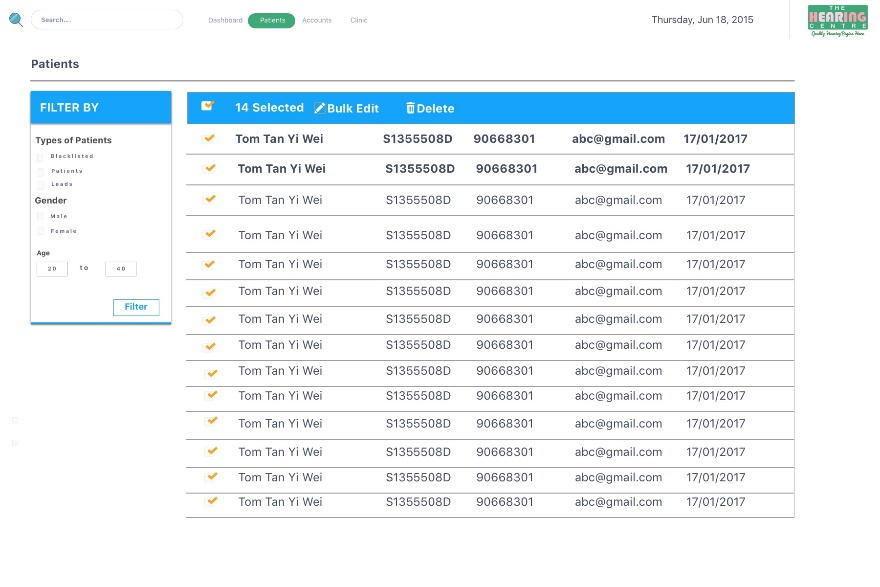 Search....
Dashboard Patients Accounts Clinic
Thursday, Jun 18, 2015
THE
HEARING
CENTRE
Quality Hearing Begins Here
Patients
FILTER BY
Types of Patients
Blacklisted
Patients
Leads
Gender
Male
Female
Age
20 to 40
Filter
14 Selected Bulk Edit Delete
Tom Tan Yi Wei S1355508D 90668301 abc@gmail.com 17/01/2017
Tom Tan Yi Wei S1355508D 90668301 abc@gmail.com 17/01/2017
Tom Tan Yi Wei S1355508D 90668301 abc@gmail.com 17/01/2017
Tom Tan Yi Wei S1355508D 90668301 abc@gmail.com 17/01/2017
Tom Tan Yi Wei S1355508D 90668301 abc@gmail.com 17/01/2017
Tom Tan Yi Wei S1355508D 90668301 abc@gmail.com 17/01/2017
Tom Tan Yi Wei S1355508D 90668301 abc@gmail.com 17/01/2017
Tom Tan Yi Wei S1355508D 90668301 abc@gmail.com 17/01/2017
Tom Tan Yi Wei S1355508D 90668301 abc@gmail.com 17/01/2017
Tom Tan Yi Wei S1355508D 90668301 abc@gmail.com 17/01/2017
Tom Tan Yi Wei S1355508D 90668301 abc@gmail.com 17/01/2017
Tom Tan Yi Wei S1355508D 90668301 abc@gmail.com 17/01/2017
Tom Tan Yi Wei S1355508D 90668301 abc@gmail.com 17/01/2017
Tom Tan Yi Wei S1355508D 90668301 abc@gmail.com 17/01/2017